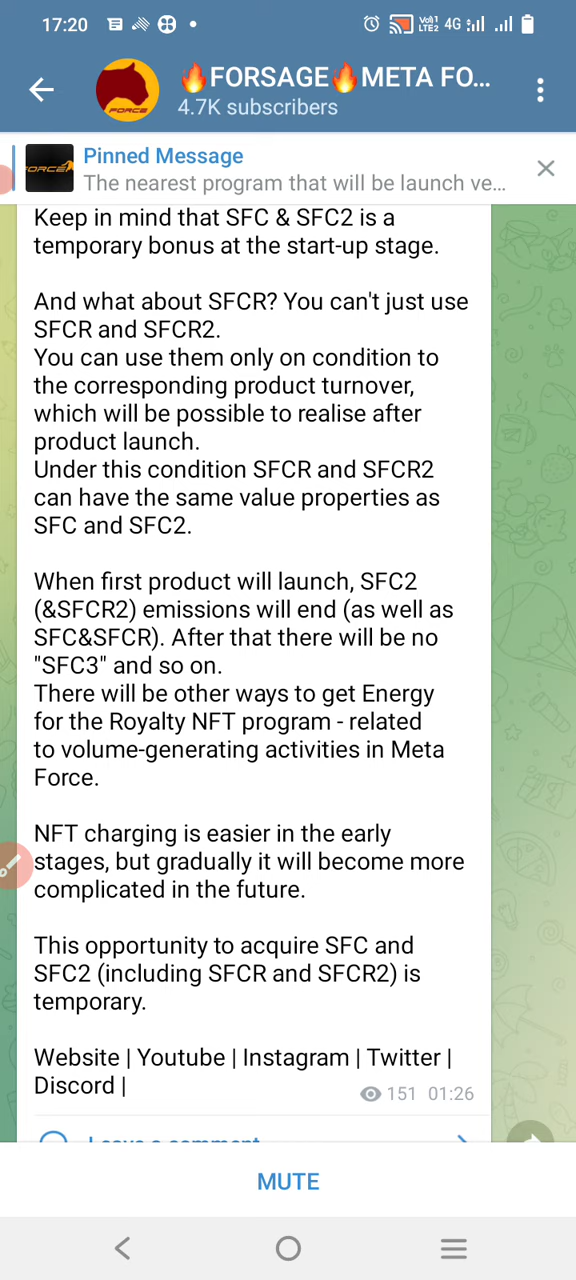 17:20
Vo)) 1
LTE2
4G
🔥FORSAGE🔥META FO...
4.7K subscribers
FORCE
Pinned Message
The nearest program that will be launch ve...
Keep in mind that SFC & SFC2 is a
temporary bonus at the start-up stage.
And what about SFCR? You can't just use
SFCR and SFCR2.
You can use them only on condition to
the corresponding product turnover,
which will be possible to realise after
product launch.
Under this condition SFCR and SFCR2
can have the same value properties as
SFC and SFC2.
When first product will launch, SFC2
(&SFCR2) emissions will end (as well as
SFC&SFCR). After that there will be no
"SFC3" and so on.
There will be other ways to get Energy
for the Royalty NFT program - related
to volume-generating activities in Meta
Force.
NFT charging is easier in the early
stages, but gradually it will become more
complicated in the future.
This opportunity to acquire SFC and
SFC2 (including SFCR and SFCR2) is
temporary.
Website | Youtube | Instagram | Twitter |
Discord |
151 01:26
Leave a comment
MUTE